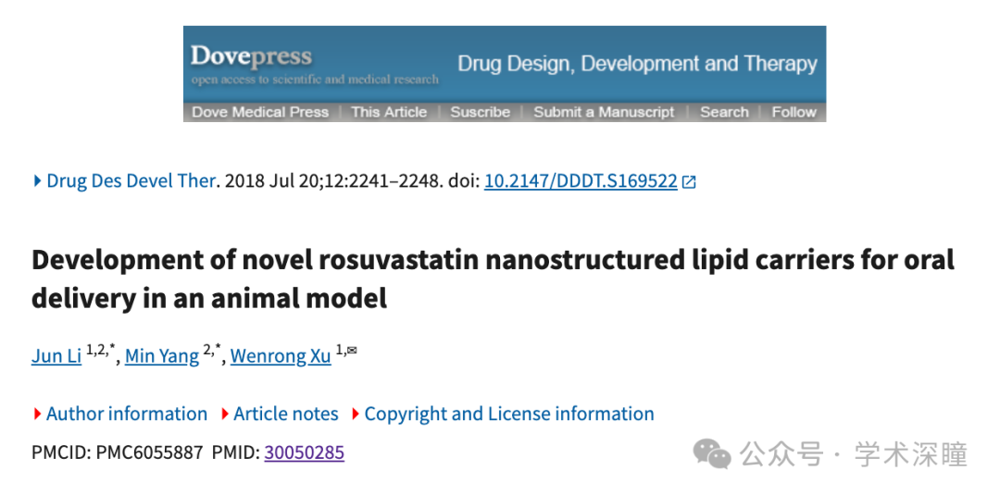 Dovepress
open access to scientific and medical research
Drug Design, Development and Therapy
Dove Medical Press | This Article | Suscribe | Submit a Manuscript | Search | Follow
Drug Des Devel Ther. 2018 Jul 20;12:2241–2248. doi: 10.2147/DDDT.S169522
Development of novel rosuvastatin nanostructured lipid carriers for oral
delivery in an animal model
Jun Li 1,2,*, Min Yang 2,*, Wenrong Xu 1,✉
Author information Article notes Copyright and License information
PMCID: PMC6055887 PMID: 30050285
公众号 · 学术深瞳